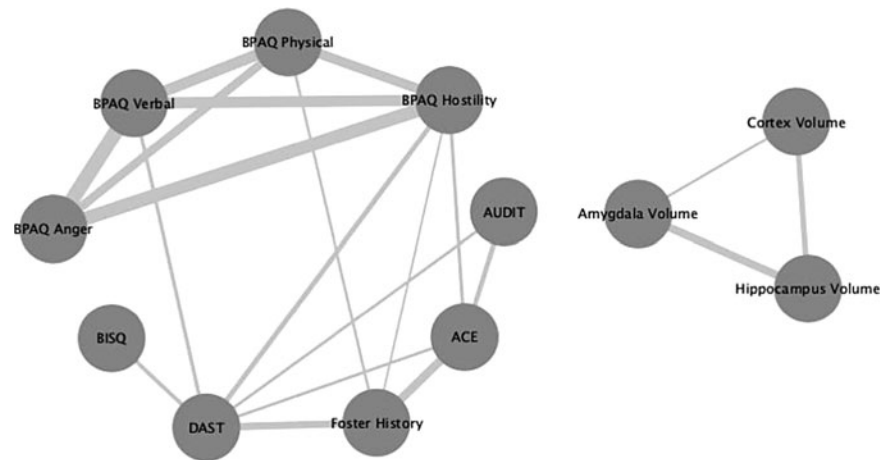 BPAQ Physical
BPAQ Verbal
BPAQ Hostility
BPAQ Anger
AUDIT
BISQ
ACE
DAST
Foster History
Cortex Volume
Amygdala Volume
Hippocampus Volume